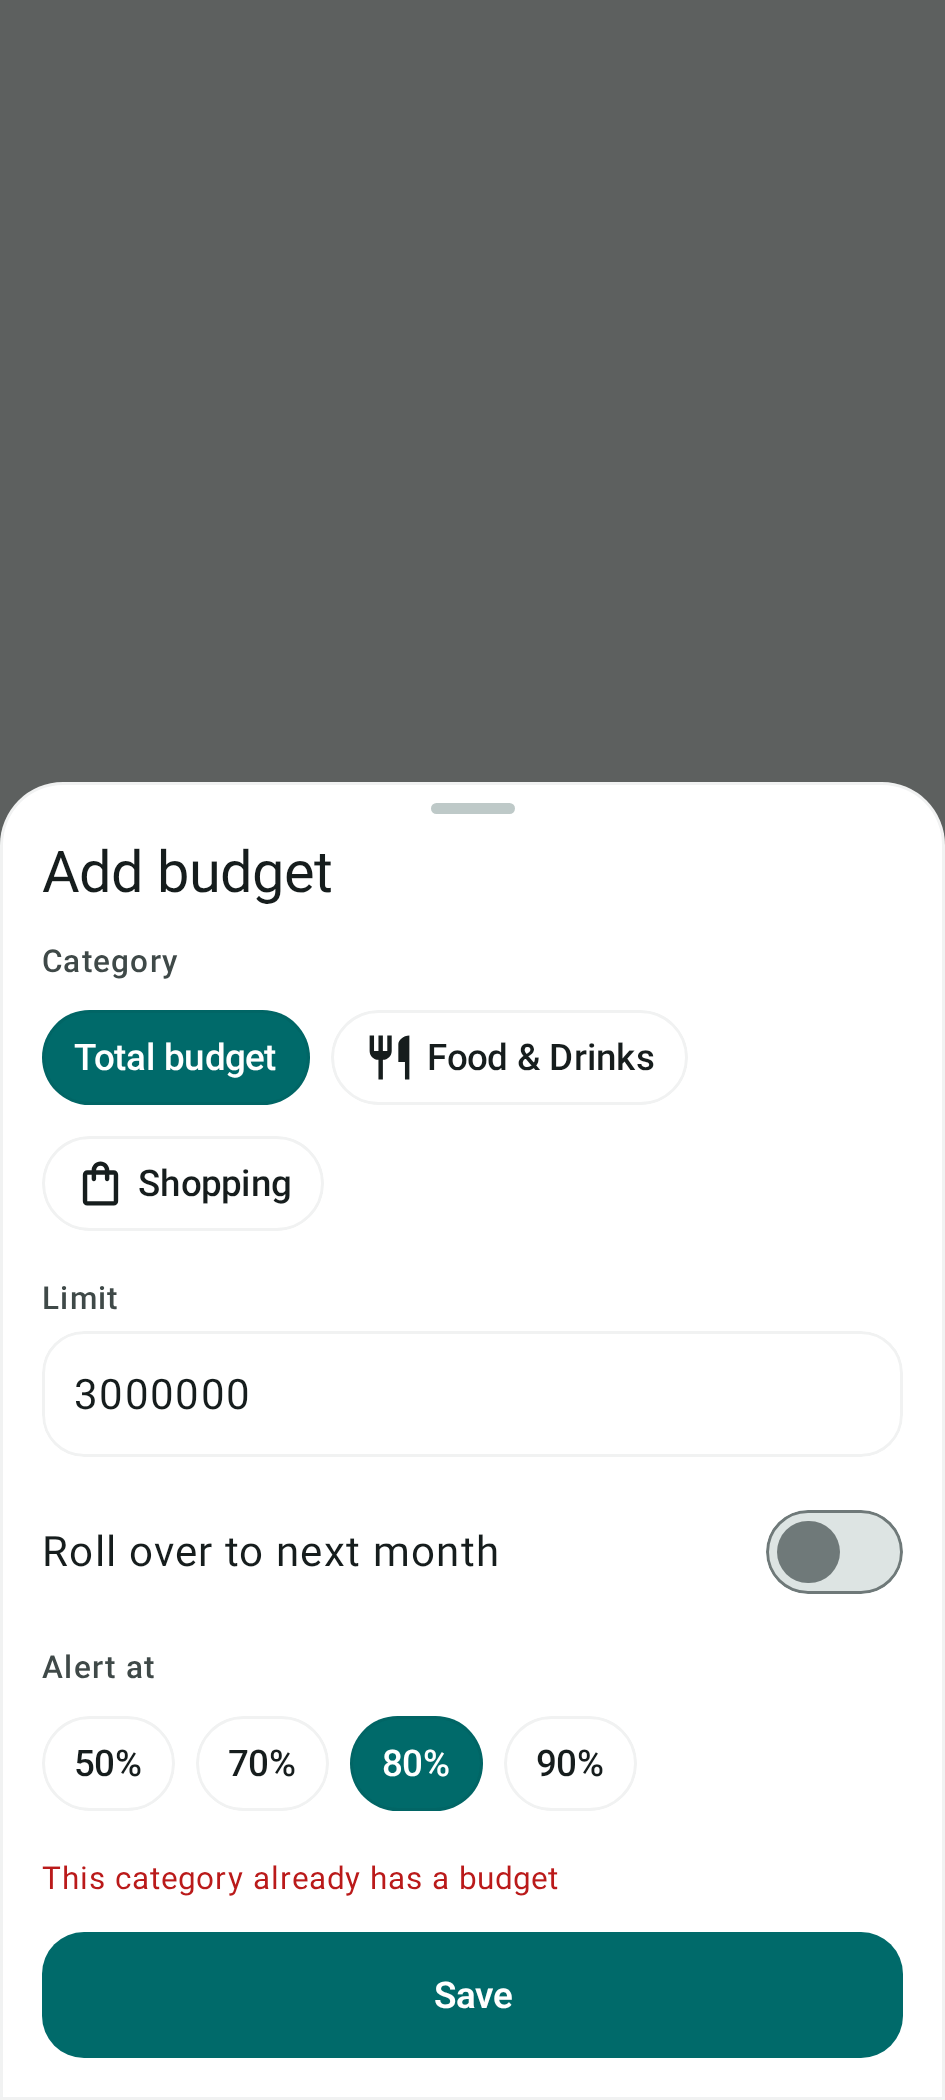 Add budget
Category
Total budget
Food & Drinks
Shopping
Limit
3000000
Roll over to next month
Alert at
50% 70% 80% 90%
This category already has a budget
Save